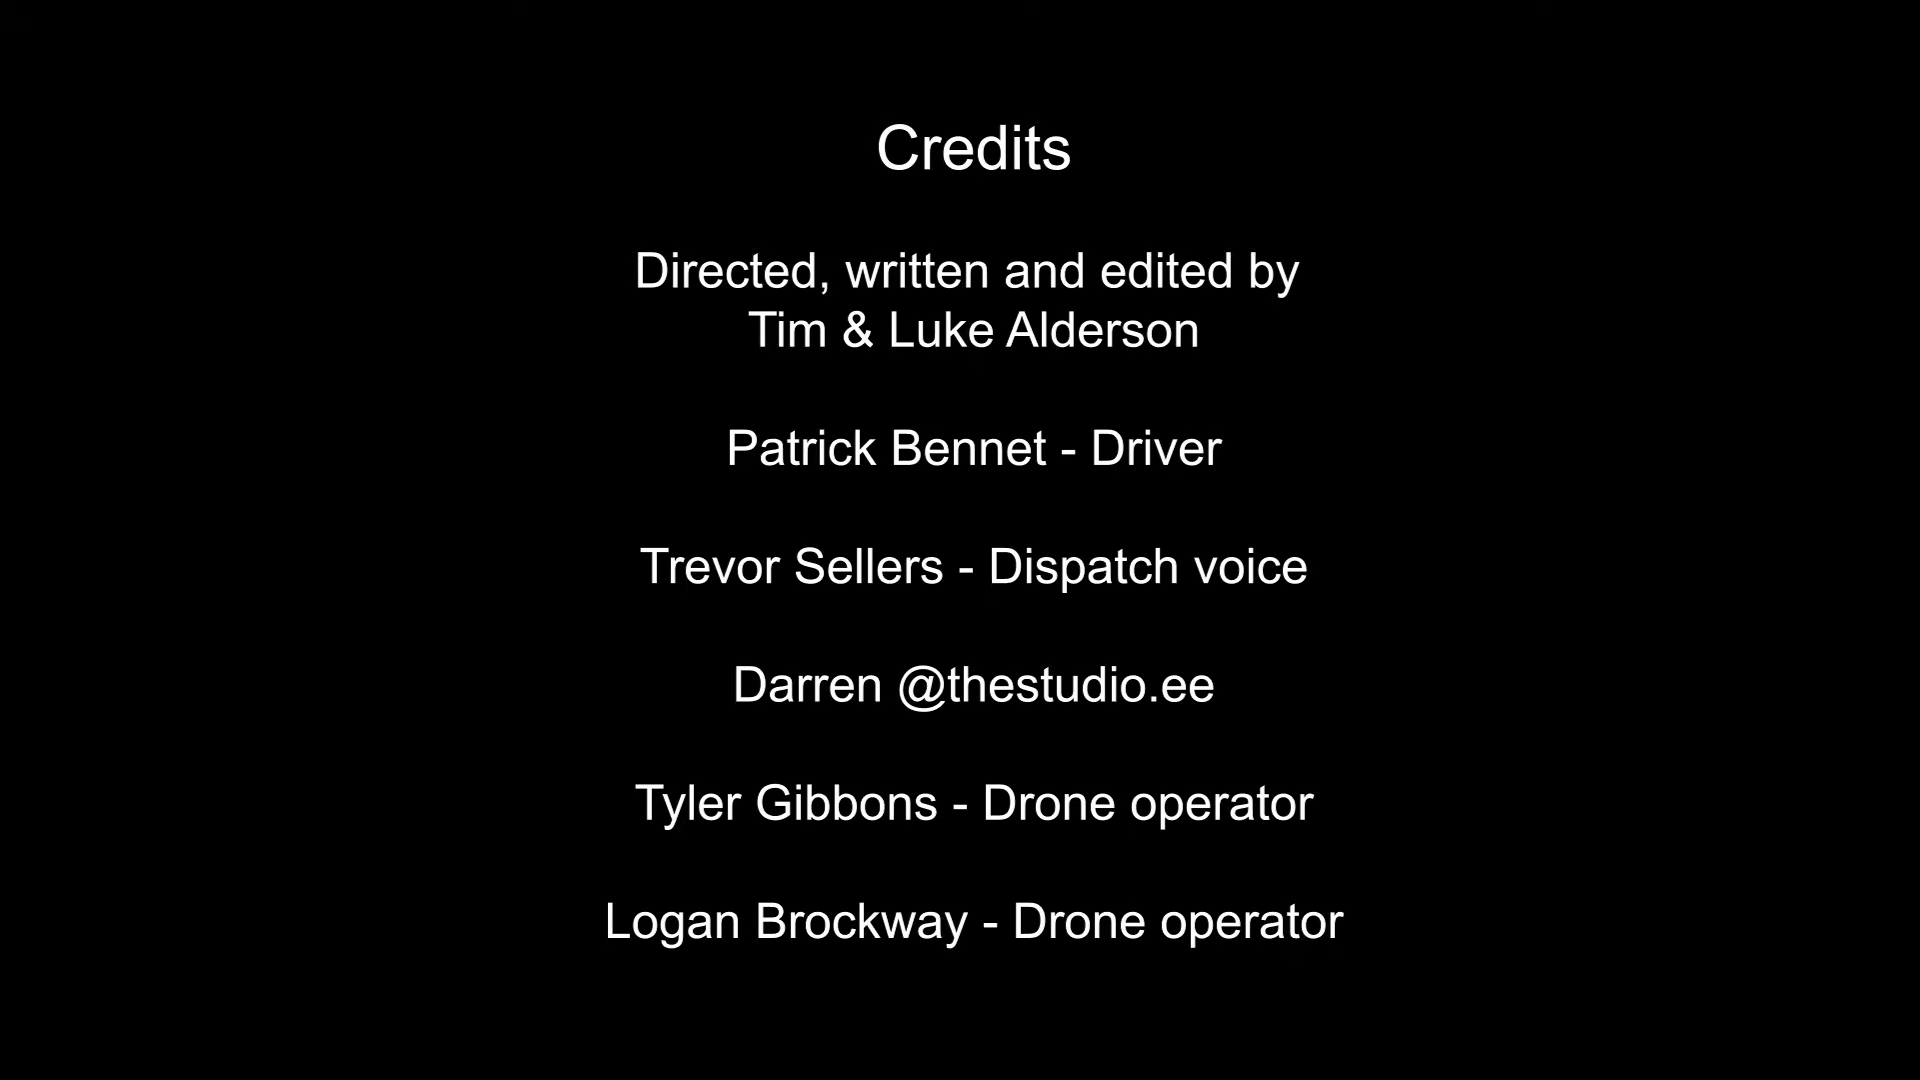 Credits
Directed, written and edited by
Tim & Luke Alderson
Patrick Bennet - Driver
Trevor Sellers - Dispatch voice
Darren @thestudio.ee
Tyler Gibbons - Drone operator
Logan Brockway - Drone operator